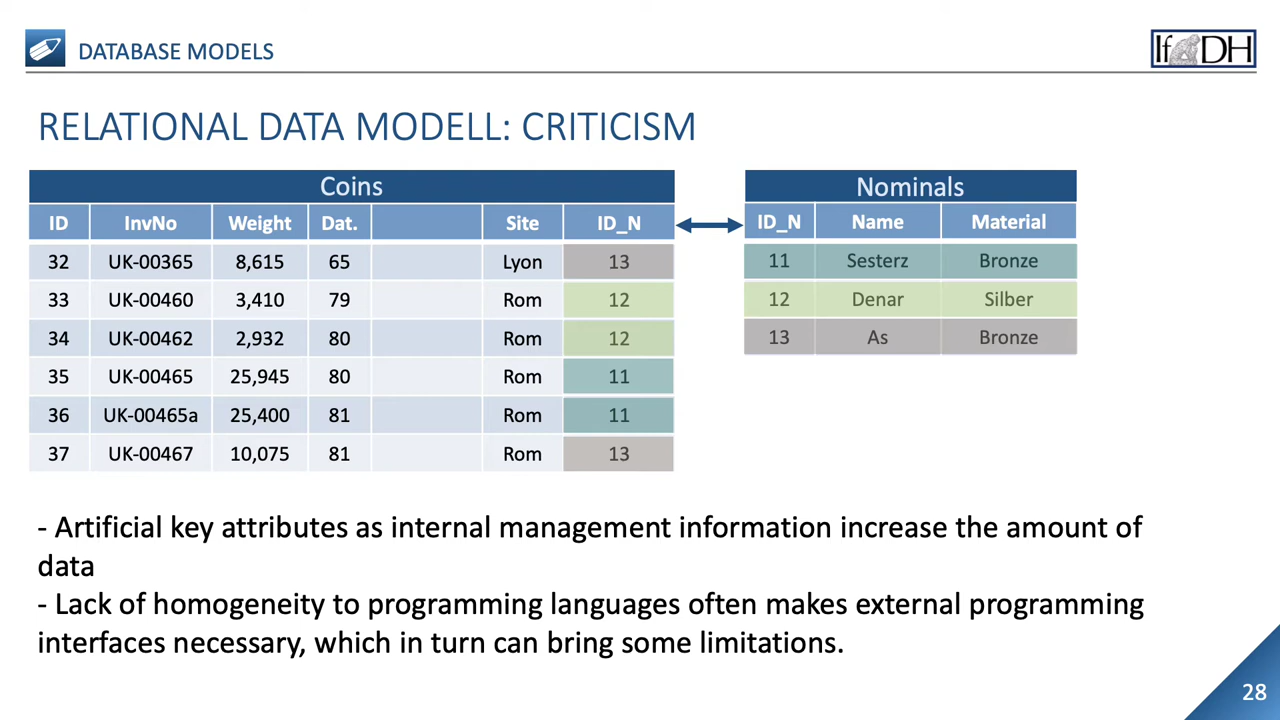 DATABASE MODELS
IfDH
RELATIONAL DATA MODELL: CRITICISM
Coins
ID InvNo Weight Dat. Site ID_N
32 UK-00365 8,615 65 Lyon 13
33 UK-00460 3,410 79 Rom 12
34 UK-00462 2,932 80 Rom 12
35 UK-00465 25,945 80 Rom 11
36 UK-00465a 25,400 81 Rom 11
37 UK-00467 10,075 81 Rom 13
Nominals
ID_N Name Material
11 Sesterz Bronze
12 Denar Silber
13 As Bronze
- Artificial key attributes as internal management information increase the amount of
data
- Lack of homogeneity to programming languages often makes external programming
interfaces necessary, which in turn can bring some limitations.
28